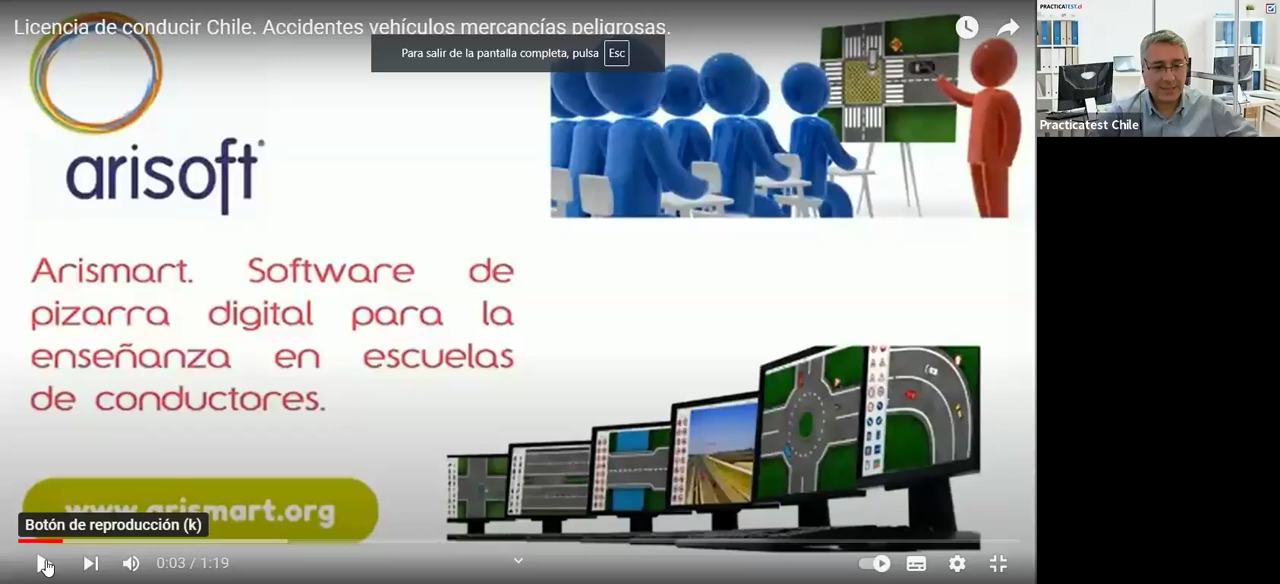 Licencia de conducir Chile. Accidentes vehículos mercancías peligrosas.
Para salir de la pantalla completa, pulsa Esc
PRACTICATEST.cl
Practicatest Chile
arisoft
Arismart. Software de
pizarra digital para la
enseñanza en escuelas
de conductores.
www.arismart.org
Botón de reproducción (k)
0:03 / 1:19